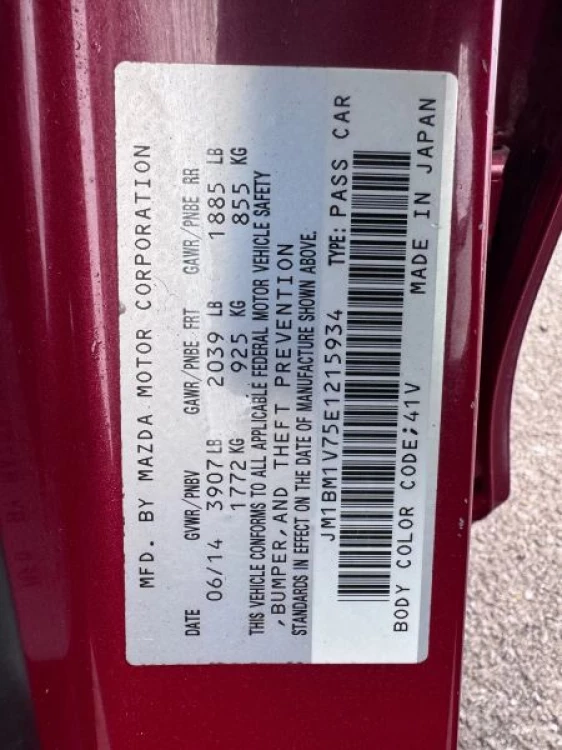 MFD. BY MAZDA MOTOR CORPORATION
DATE GVWR/PNBV GAWR/PNBE FRT GAWR/PNBE RR
06/14 3907 LB 2039 LB 1885 LB
1772 KG 925 KG 855 KG
THIS VEHICLE CONFORMS TO ALL APPLICABLE FEDERAL MOTOR VEHICLE SAFETY
,BUMPER,AND THEFT PREVENTION
STANDARDS IN EFFECT ON THE DATE OF MANUFACTURE SHOWN ABOVE.
JM1BM1V75E1215934 TYPE: PASS CAR
BODY COLOR CODE;41V MADE IN JAPAN